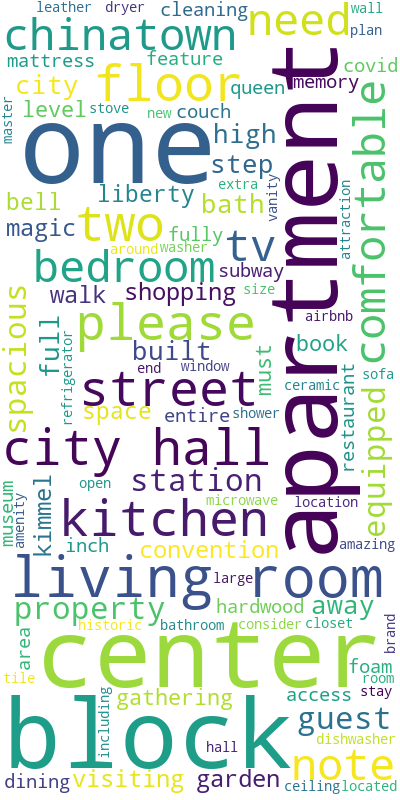 leather dryer cleaning wall
chinatown need plan
mattress feature covid
city floor queen memory
master level stove new couch
one high
step extra
bell liberty bath vanity
magic two fully attraction
around washer tv
bedroom subway
spacious walk shopping size airbnb
full please built must book
refrigerator end window sofa
street ceramic
space entire shower restaurant
city hall
open station
museum amenity kimmel kitchen microwave location
inch convention amazing
apartment comfortable equipped
living room
large
property hardwood away
historic bathroom consider closet brand
area center foam
tile room
gathering access stay
block including guest
hall dishwasher
note
dining visiting garden ceiling located